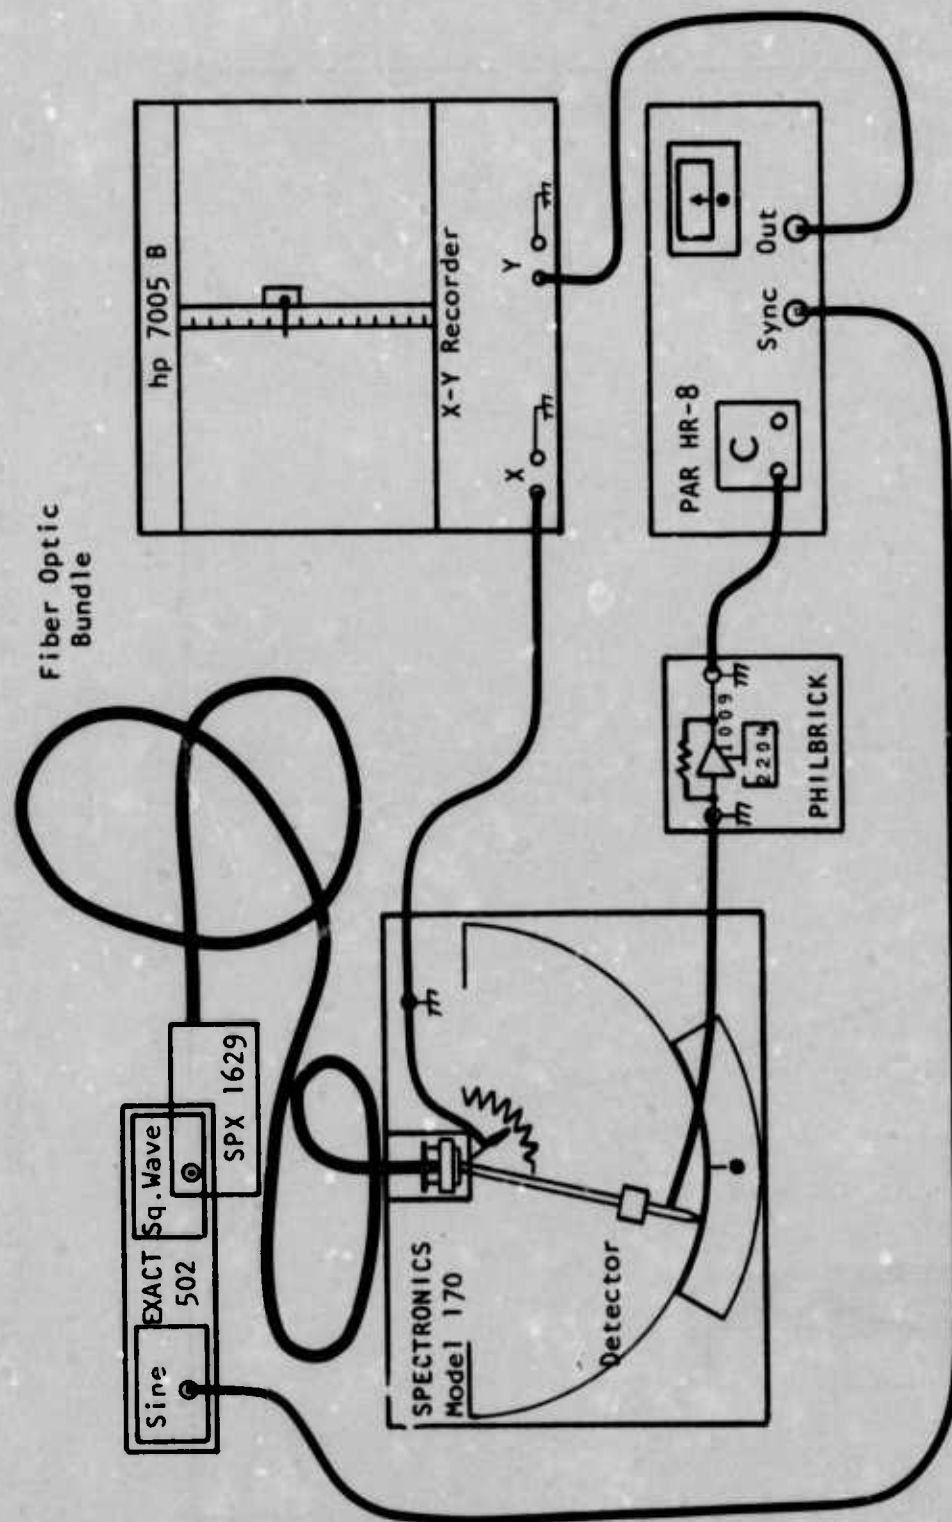 Fiber Optic
Bundle
Sine
EXACT
502
Sq.Wave
SPX 1629
hp 7005 B
X-Y Recorder
X
Y
SPECTRONICS
Model 170
Detector
1009
2204
PHILBRICK
PAR HR-8
C
Sync
Out